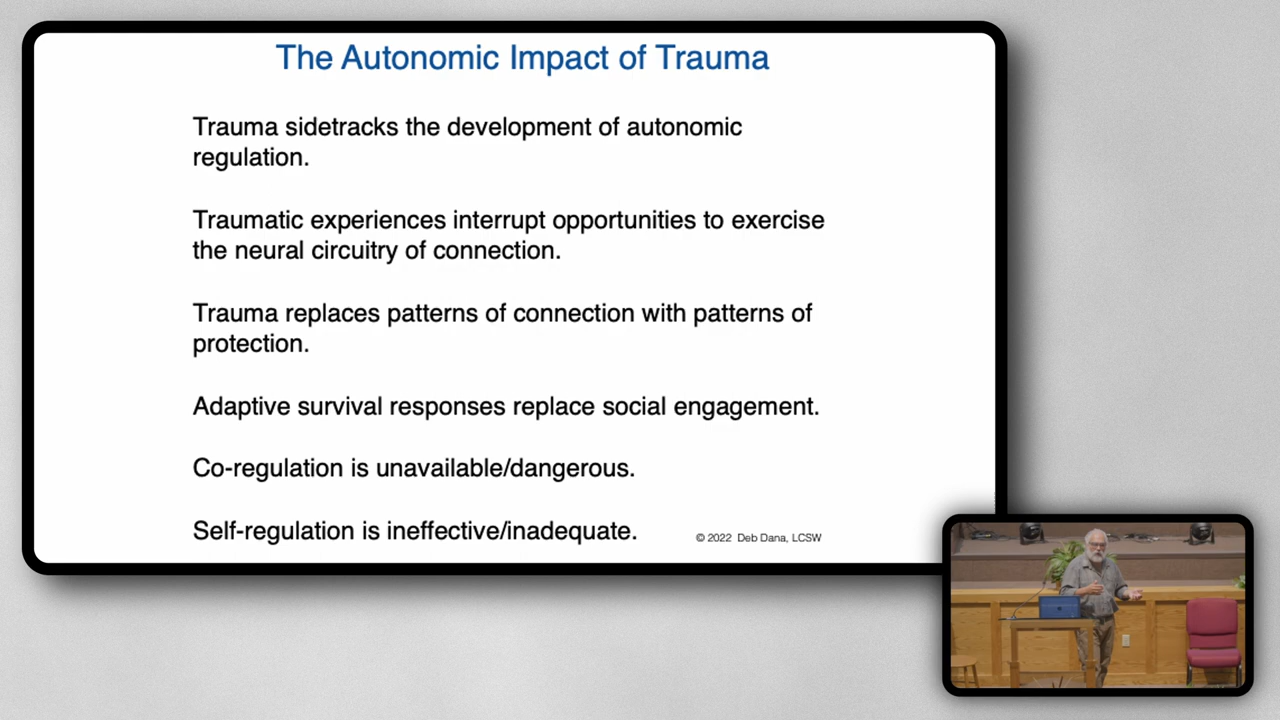 The Autonomic Impact of Trauma
Trauma sidetracks the development of autonomic
regulation.
Traumatic experiences interrupt opportunities to exercise
the neural circuitry of connection.
Trauma replaces patterns of connection with patterns of
protection.
Adaptive survival responses replace social engagement.
Co-regulation is unavailable/dangerous.
Self-regulation is ineffective/inadequate.
© 2022 Deb Dana, LCSW